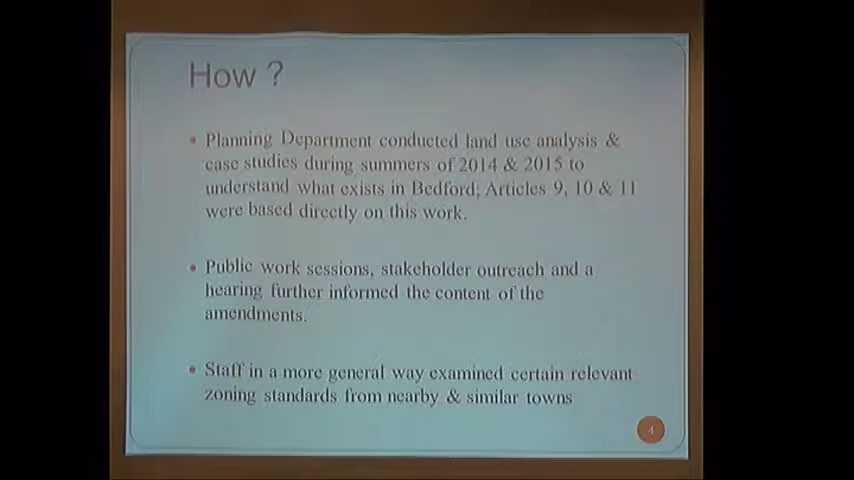 How ?
• Planning Department conducted land use analysis &
case studies during summers of 2014 & 2015 to
understand what exists in Bedford; Articles 9, 10 & 11
were based directly on this work.
• Public work sessions, stakeholder outreach and a
hearing further informed the content of the
amendments.
• Staff in a more general way examined certain relevant
zoning standards from nearby & similar towns
4